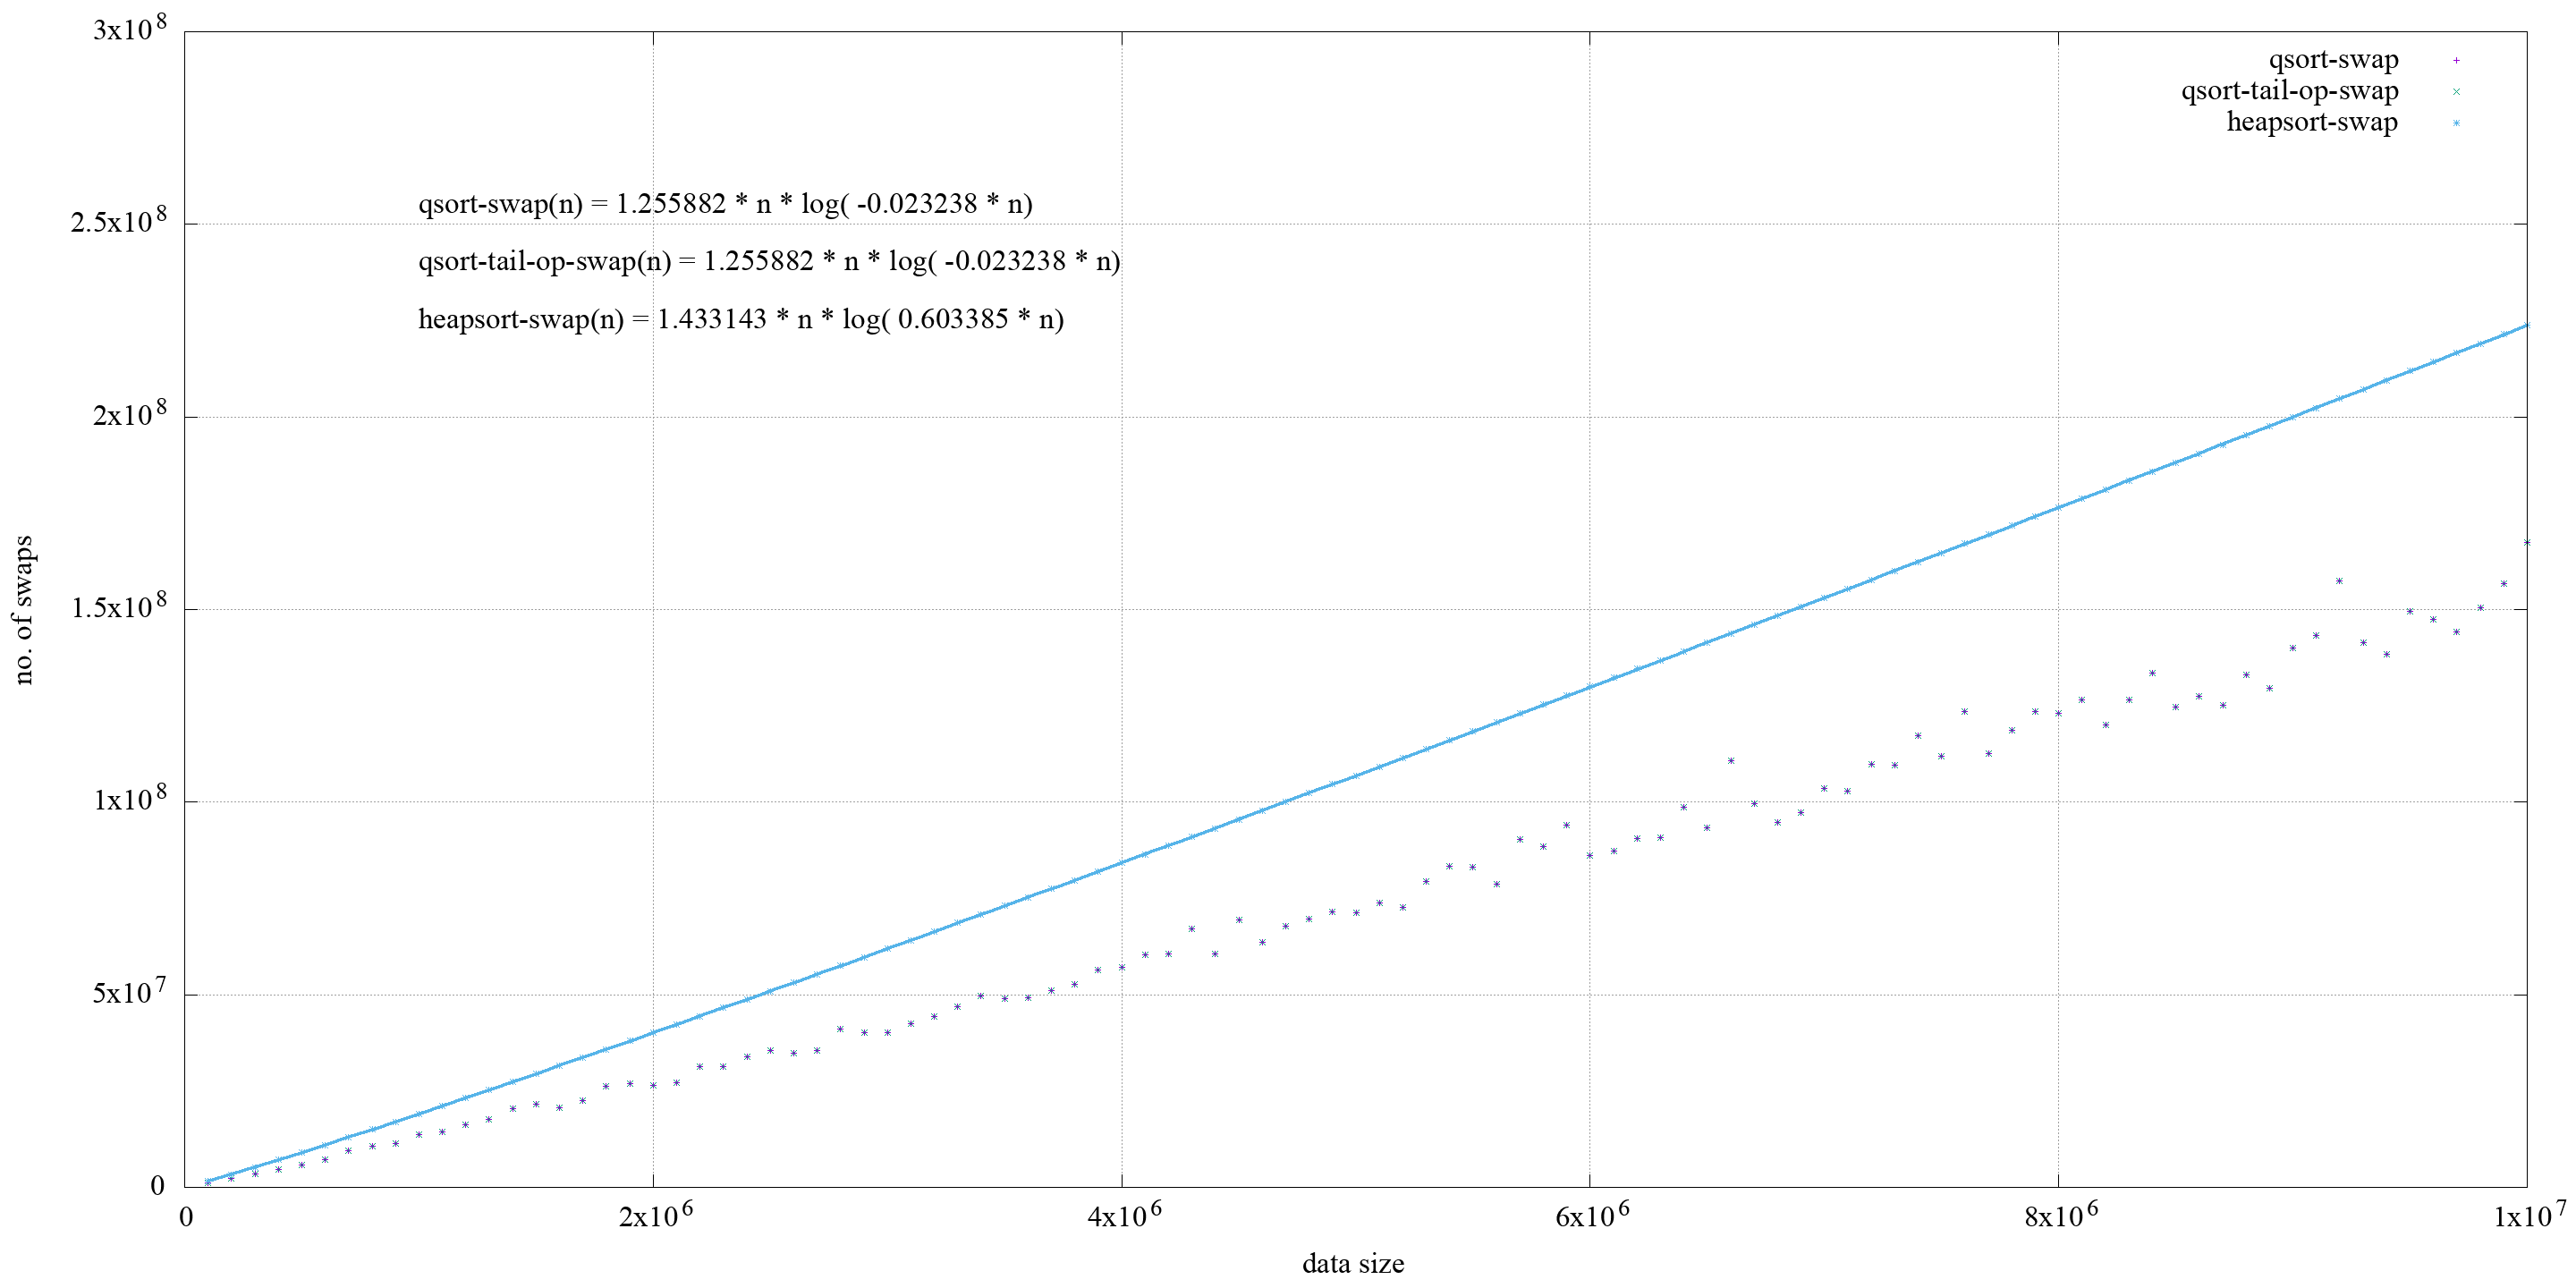 3x10^8
2.5x10^8
2x10^8
1.5x10^8
1x10^8
5x10^7
0
no. of swaps
qsort-swap
qsort-tail-op-swap
heapsort-swap
qsort-swap(n) = 1.255882 * n * log( -0.023238 * n)
qsort-tail-op-swap(n) = 1.255882 * n * log( -0.023238 * n)
heapsort-swap(n) = 1.433143 * n * log( 0.603385 * n)
0 2x10^6 4x10^6 6x10^6 8x10^6 1x10^7
data size